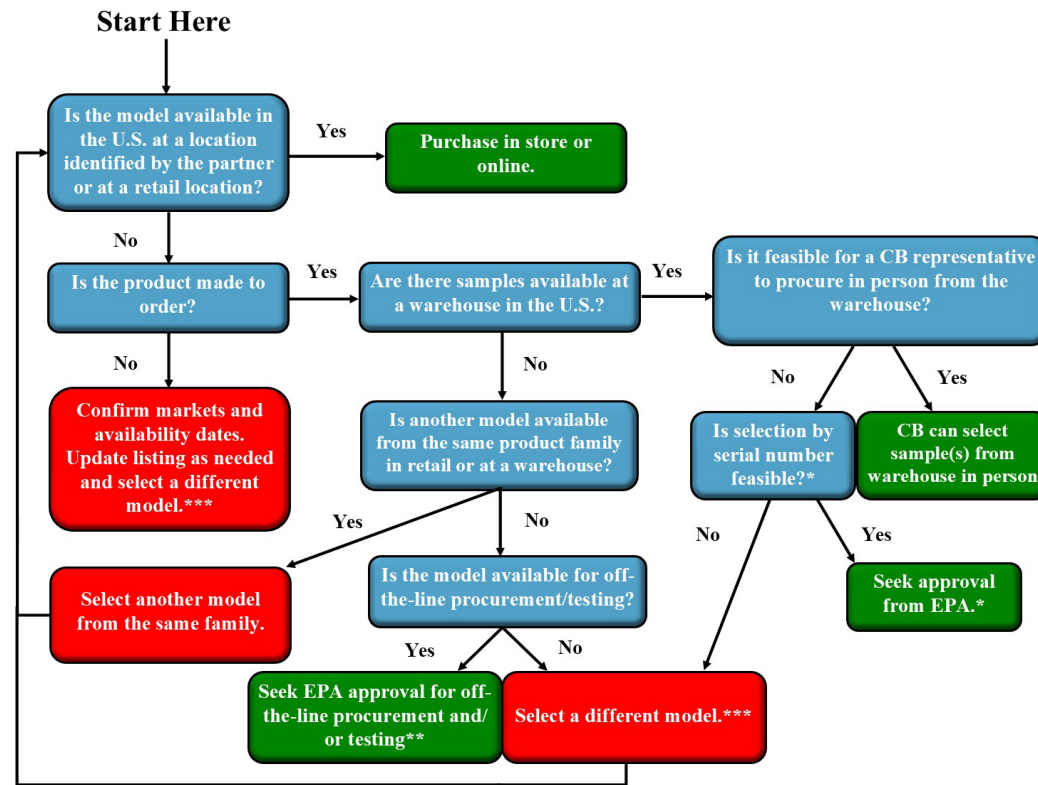 Start Here
Is the model available in
the U.S. at a location
identified by the partner
or at a retail location?
Yes
Purchase in store or
online.
No
Is the product made to
order?
Yes
Are there samples available at
a warehouse in the U.S.?
Yes
Is it feasible for a CB representative
to procure in person from the
warehouse?
No
Confirm markets and
availability dates.
Update listing as needed
and select a different
model.***
No
Is another model available
from the same product family
in retail or at a warehouse?
No
Is selection by
serial number
feasible?*
Yes
CB can select
sample(s) from
warehouse in person
Yes
Select another model
from the same family.
No
Is the model available for off-
the-line procurement/testing?
No
Yes
Seek approval
from EPA.*
Yes
Seek EPA approval for off-
the-line procurement and/
or testing**
No
Select a different model.***